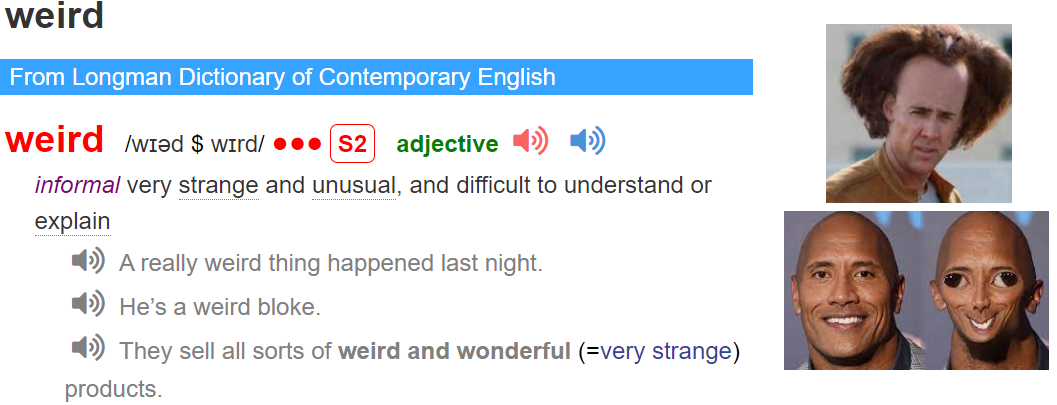 weird
From Longman Dictionary of Contemporary English
weird /wɪəd $ wɪrd/ ●●● S2 adjective
informal very strange and unusual, and difficult to understand or
explain
A really weird thing happened last night.
He’s a weird bloke.
They sell all sorts of weird and wonderful (=very strange)
products.